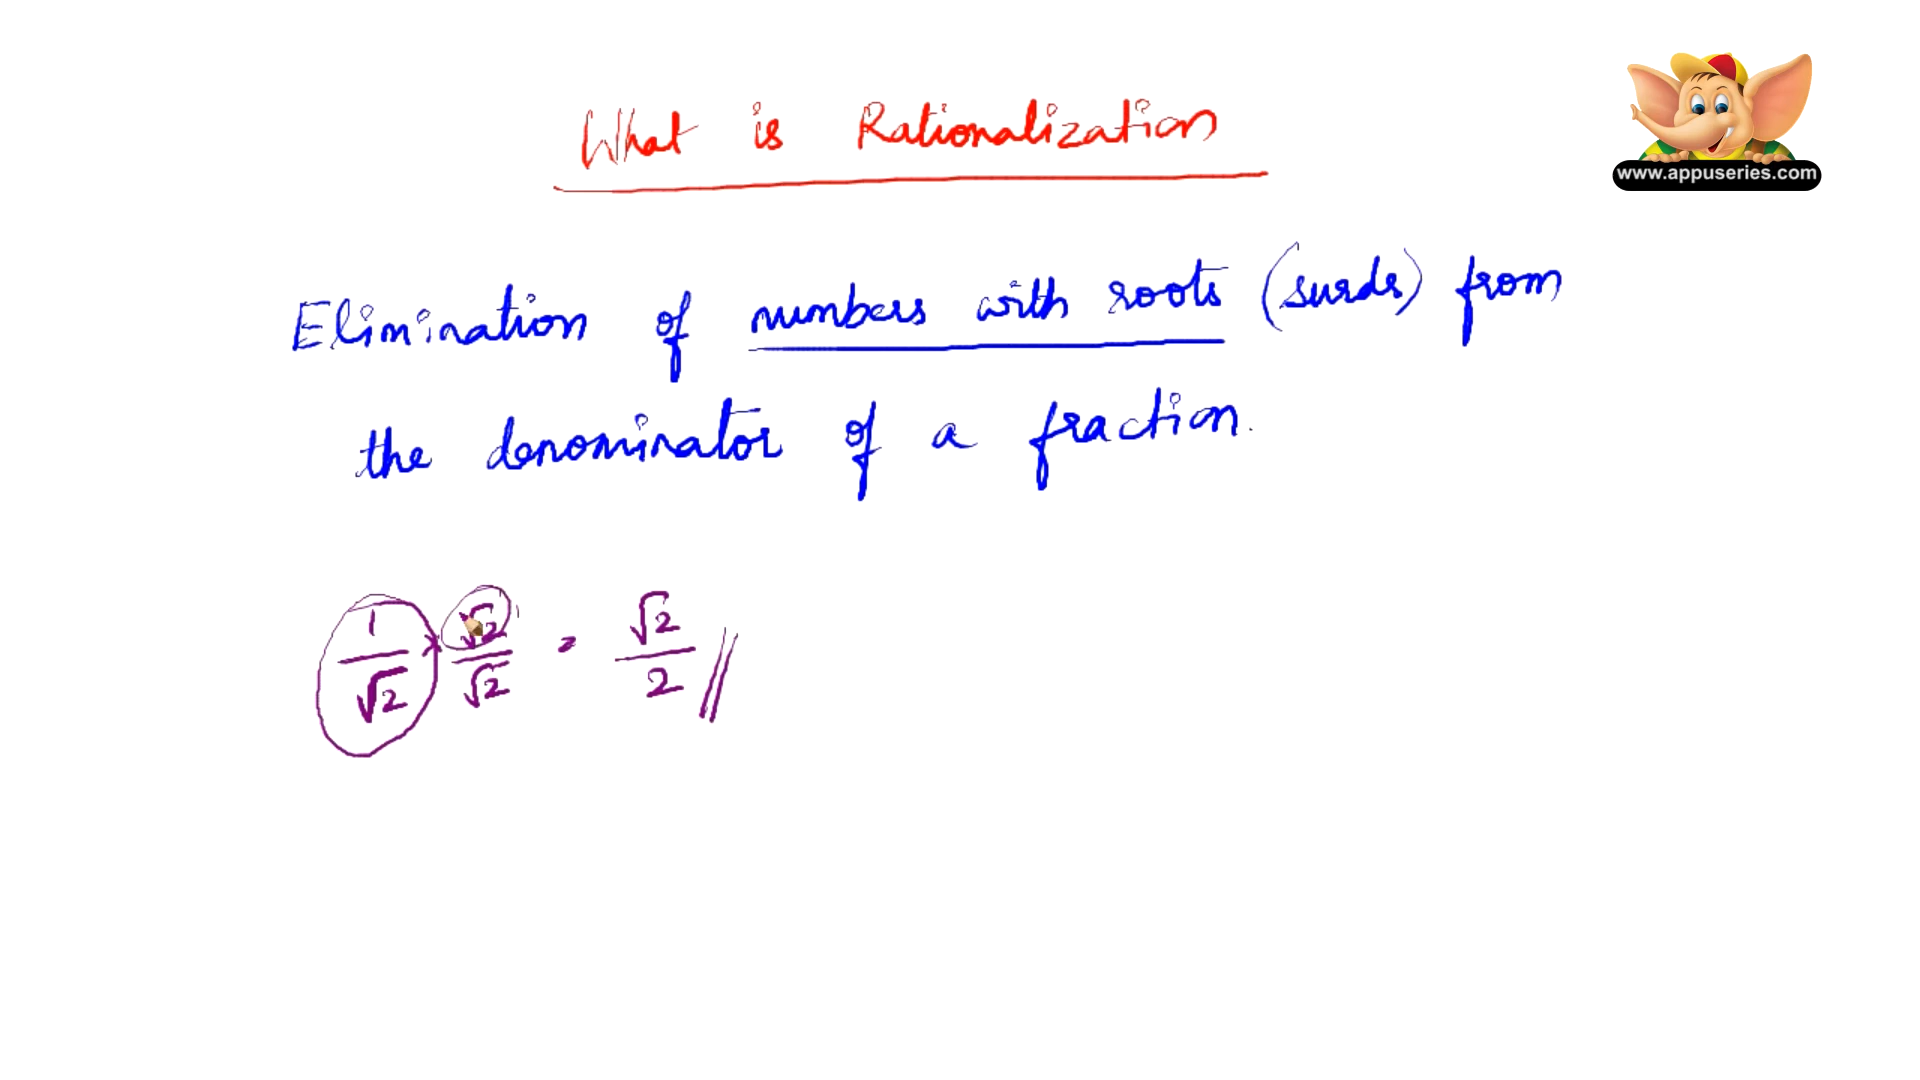 What is Rationalization
www.appuseries.com
Elimination of numbers with roots (surds) from
the denominator of a fraction.
1/√2 × √2/√2 = √2/2 //